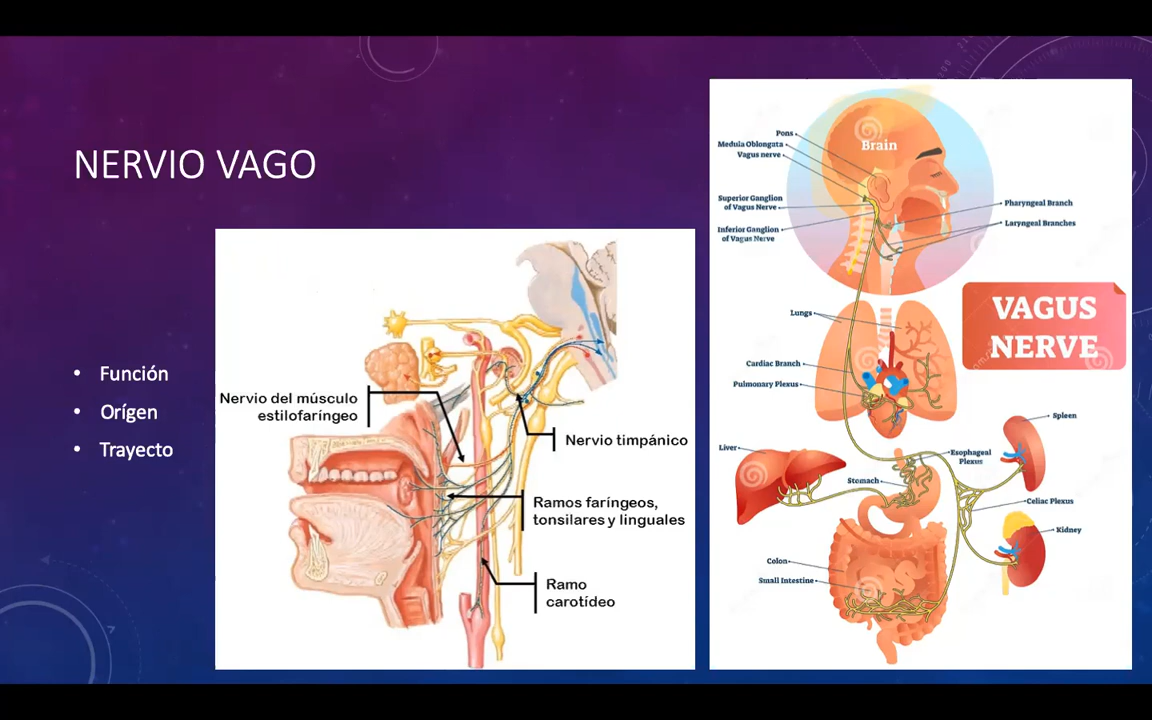 NERVIO VAGO
• Función
• Orígen
• Trayecto
Nervio del músculo
estilofaríngeo
Nervio timpánico
Ramos faríngeos,
tonsilares y linguales
Ramo
carotídeo
Brain
Pons
Medula Oblongata
Vagus nerve
Superior Ganglion
of Vagus Nerve
Inferior Ganglion
of Vagus Nerve
Pharyngeal Branch
Laryngeal Branches
VAGUS
NERVE
Lungs
Cardiac Branch
Pulmonary Plexus
Spleen
Liver
Esophageal
Plexus
Stomach
Celiac Plexus
Kidney
Colon
Small Intestine